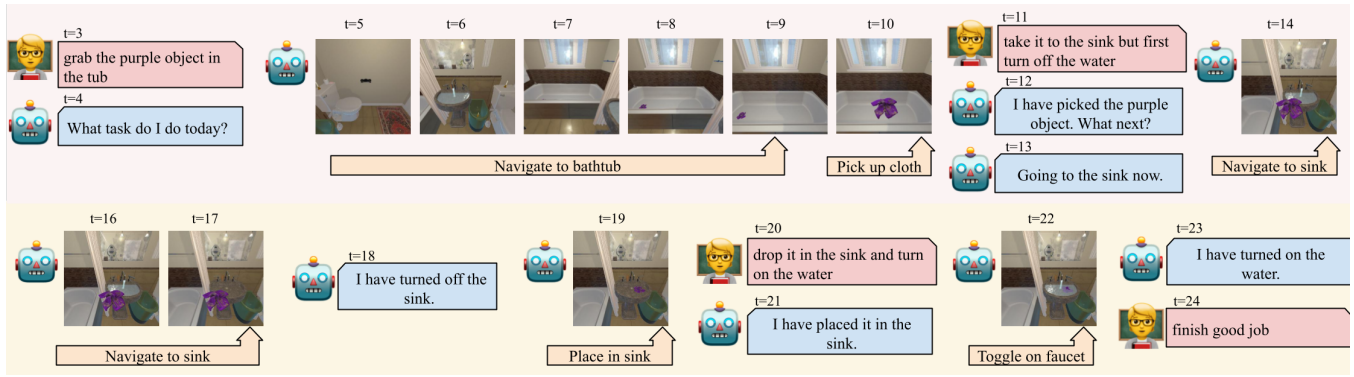 t=3
grab the purple object in
the tub
t=4
What task do I do today?
t=5
t=6
t=7
t=8
t=9
t=10
Navigate to bathtub
Pick up cloth
t=11
take it to the sink but first
turn off the water
t=12
I have picked the purple
object. What next?
t=13
Going to the sink now.
t=14
Navigate to sink
t=16
t=17
Navigate to sink
t=18
I have turned off the
sink.
t=19
Place in sink
t=20
drop it in the sink and turn
on the water
t=21
I have placed it in the
sink.
t=22
Toggle on faucet
t=23
I have turned on the
water.
t=24
finish good job